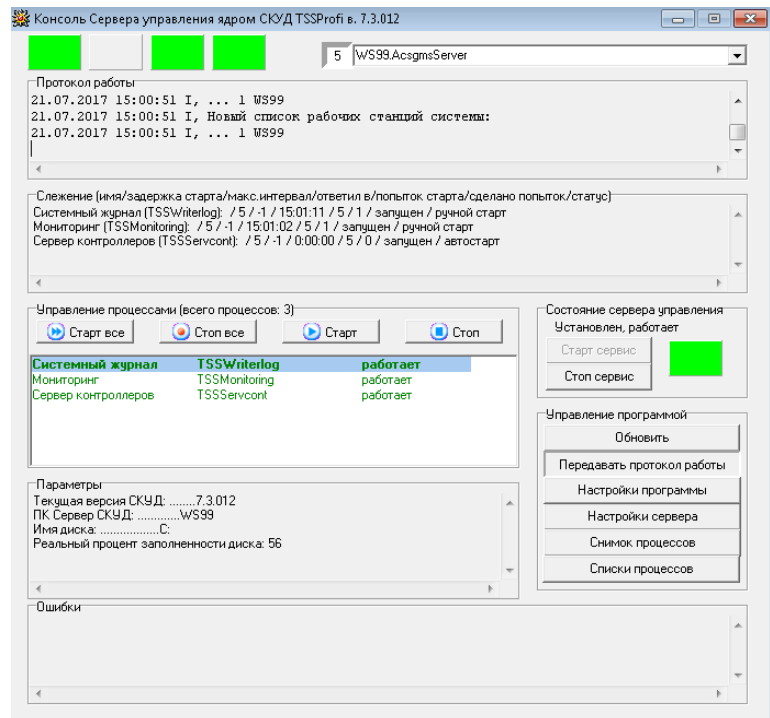 Консоль Сервера управления ядром СКУД TSSProfi в. 7.3.012
5 WS99.AcsgmsServer
Протокол работы
21.07.2017 15:00:51 I, ... 1 WS99
21.07.2017 15:00:51 I, Новый список рабочих станций системы:
21.07.2017 15:00:51 I, ... 1 WS99
Слежение (имя/задержка старта/макс.интервал/ответил в/попыток старта/сделано попыток/статус)
Системный журнал (TSSWriterlog): / 5 / -1 / 15:01:11 / 5 / 1 / запущен / ручной старт
Мониторинг (TSSMonitoring): / 5 / -1 / 15:01:02 / 5 / 1 / запущен / ручной старт
Сервер контроллеров (TSSServcont): / 5 / -1 / 0:00:00 / 5 / 0 / запущен / автостарт
Управление процессами (всего процессов: 3)
Старт все Стоп все Старт Стоп
Системный журнал TSSWriterlog работает
Мониторинг TSSMonitoring работает
Сервер контроллеров TSSServcont работает
Состояние сервера управления
Установлен, работает
Старт сервис
Стоп сервис
Управление программой
Обновить
Передавать протокол работы
Настройки программы
Настройки сервера
Снимок процессов
Списки процессов
Параметры
Текущая версия СКУД: ........7.3.012
ПК Сервер СКУД: .............WS99
Имя диска: ..................C:
Реальный процент заполненности диска: 56
Ошибки